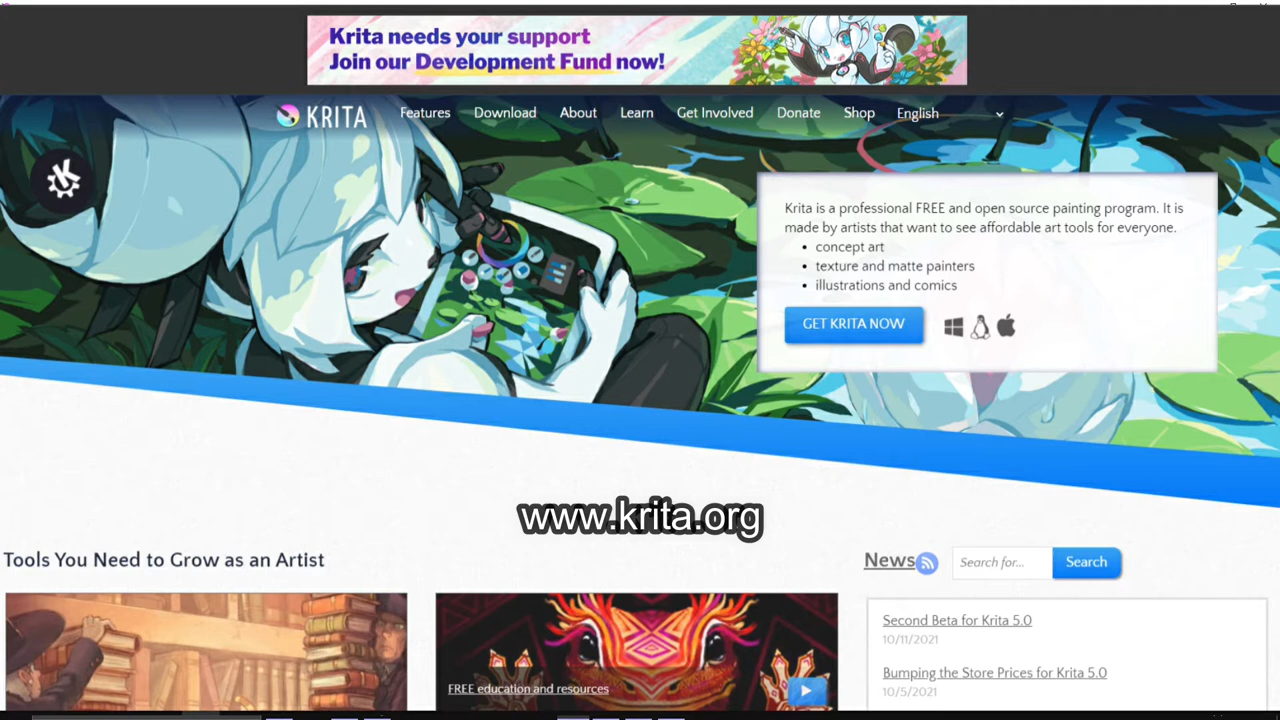 Krita needs your support
Join our Development Fund now!
KRITA
Features Download About Learn Get Involved Donate Shop English
Krita is a professional FREE and open source painting program. It is
made by artists that want to see affordable art tools for everyone.
concept art
texture and matte painters
illustrations and comics
GET KRITA NOW
www.krita.org
Tools You Need to Grow as an Artist
FREE education and resources
News
Search for...
Search
Second Beta for Krita 5.0
10/11/2021
Bumping the Store Prices for Krita 5.0
10/5/2021